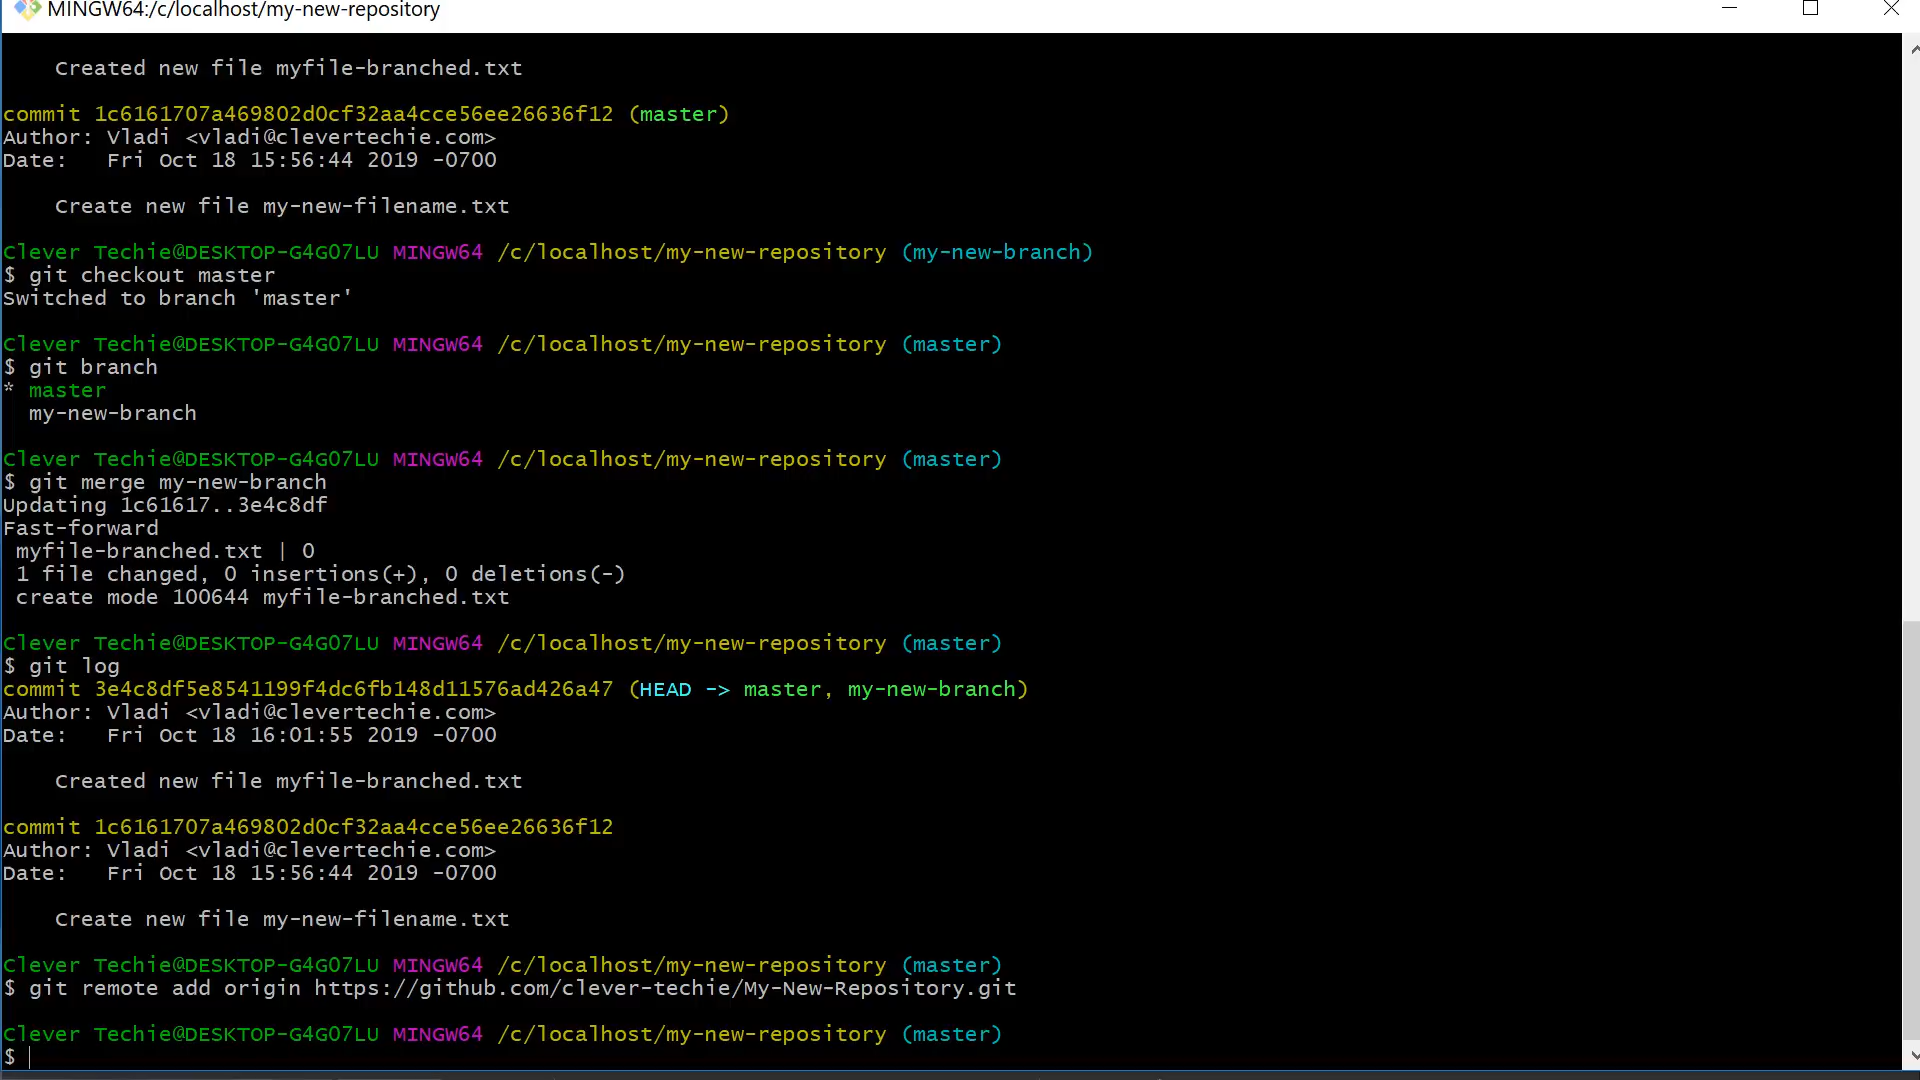 MINGW64:/c/localhost/my-new-repository
Created new file myfile-branched.txt
commit 1c6161707a469802d0cf32aa4cce56ee26636f12 (master)
Author: Vladi <vladi@clevertechie.com>
Date:   Fri Oct 18 15:56:44 2019 -0700
Create new file my-new-filename.txt
Clever Techie@DESKTOP-G4G07LU MINGW64 /c/localhost/my-new-repository (my-new-branch)
$ git checkout master
Switched to branch 'master'
Clever Techie@DESKTOP-G4G07LU MINGW64 /c/localhost/my-new-repository (master)
$ git branch
* master
my-new-branch
Clever Techie@DESKTOP-G4G07LU MINGW64 /c/localhost/my-new-repository (master)
$ git merge my-new-branch
Updating 1c61617..3e4c8df
Fast-forward
myfile-branched.txt | 0
1 file changed, 0 insertions(+), 0 deletions(-)
create mode 100644 myfile-branched.txt
Clever Techie@DESKTOP-G4G07LU MINGW64 /c/localhost/my-new-repository (master)
$ git log
commit 3e4c8df5e8541199f4dc6fb148d11576ad426a47 (HEAD -> master, my-new-branch)
Author: Vladi <vladi@clevertechie.com>
Date:   Fri Oct 18 16:01:55 2019 -0700
Created new file myfile-branched.txt
commit 1c6161707a469802d0cf32aa4cce56ee26636f12
Author: Vladi <vladi@clevertechie.com>
Date:   Fri Oct 18 15:56:44 2019 -0700
Create new file my-new-filename.txt
Clever Techie@DESKTOP-G4G07LU MINGW64 /c/localhost/my-new-repository (master)
$ git remote add origin https://github.com/clever-techie/My-New-Repository.git
Clever Techie@DESKTOP-G4G07LU MINGW64 /c/localhost/my-new-repository (master)
$